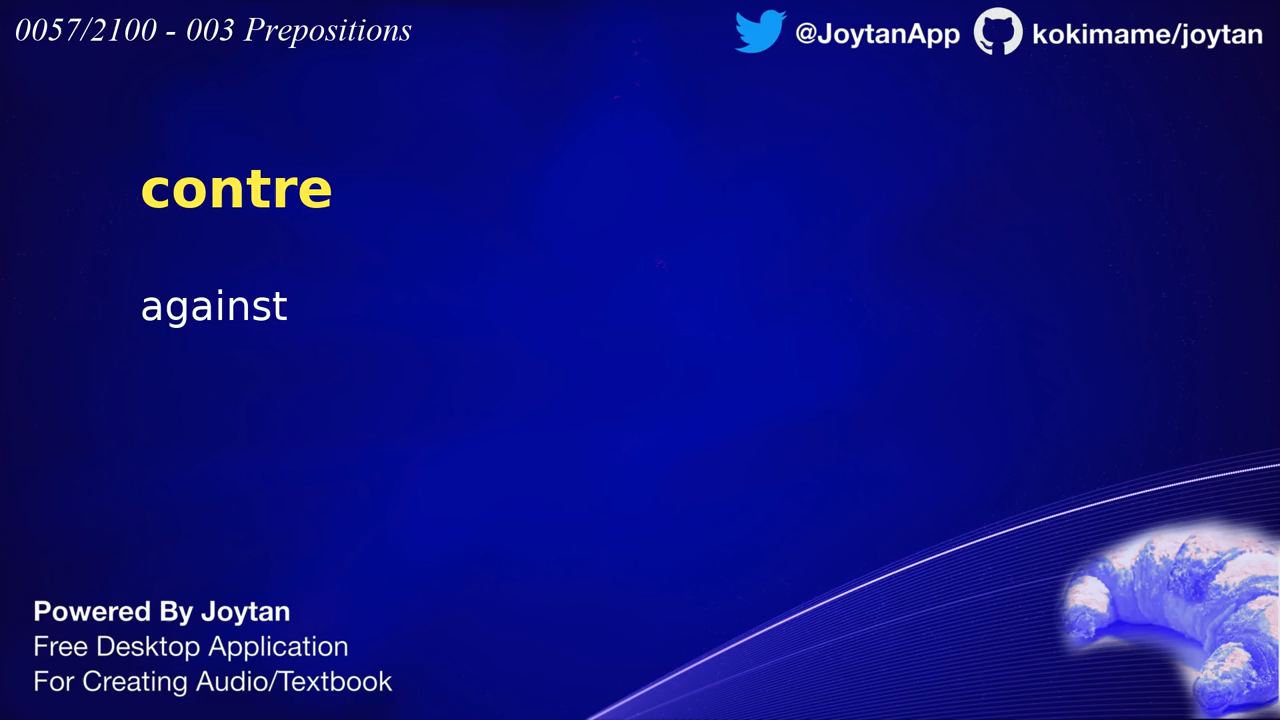 0057/2100 - 003 Prepositions
@JoytanApp kokimame/joytan
contre
against
Powered By Joytan
Free Desktop Application
For Creating Audio/Textbook